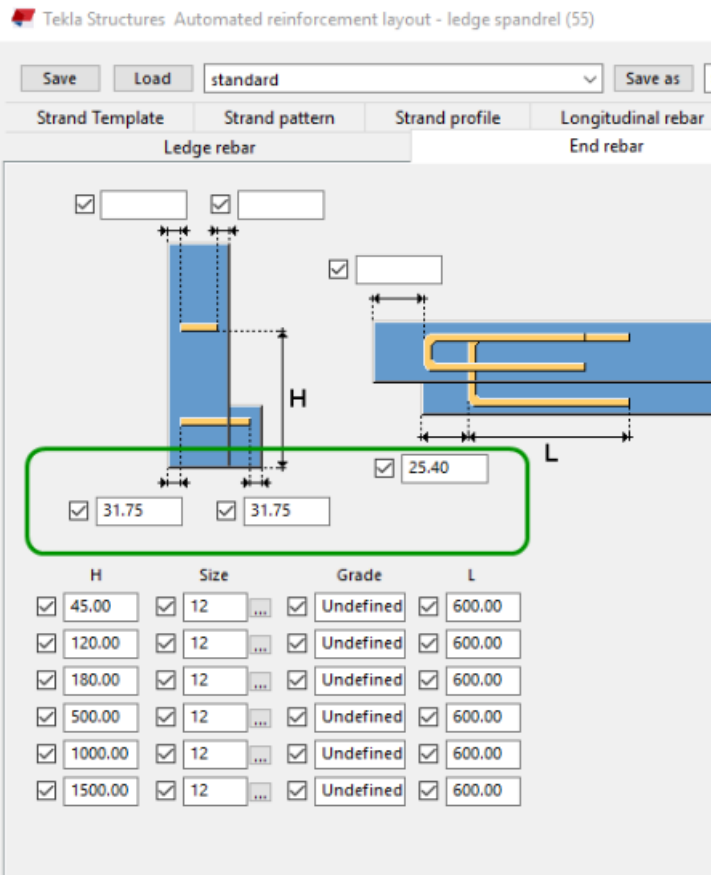 Tekla Structures Automated reinforcement layout - ledge spandrel (55)
Save Load standard Save as
Strand Template Strand pattern Strand profile Longitudinal rebar
Ledge rebar End rebar
H
L
25.40
31.75 31.75
H Size Grade L
45.00 12 ... Undefined 600.00
120.00 12 ... Undefined 600.00
180.00 12 ... Undefined 600.00
500.00 12 ... Undefined 600.00
1000.00 12 ... Undefined 600.00
1500.00 12 ... Undefined 600.00